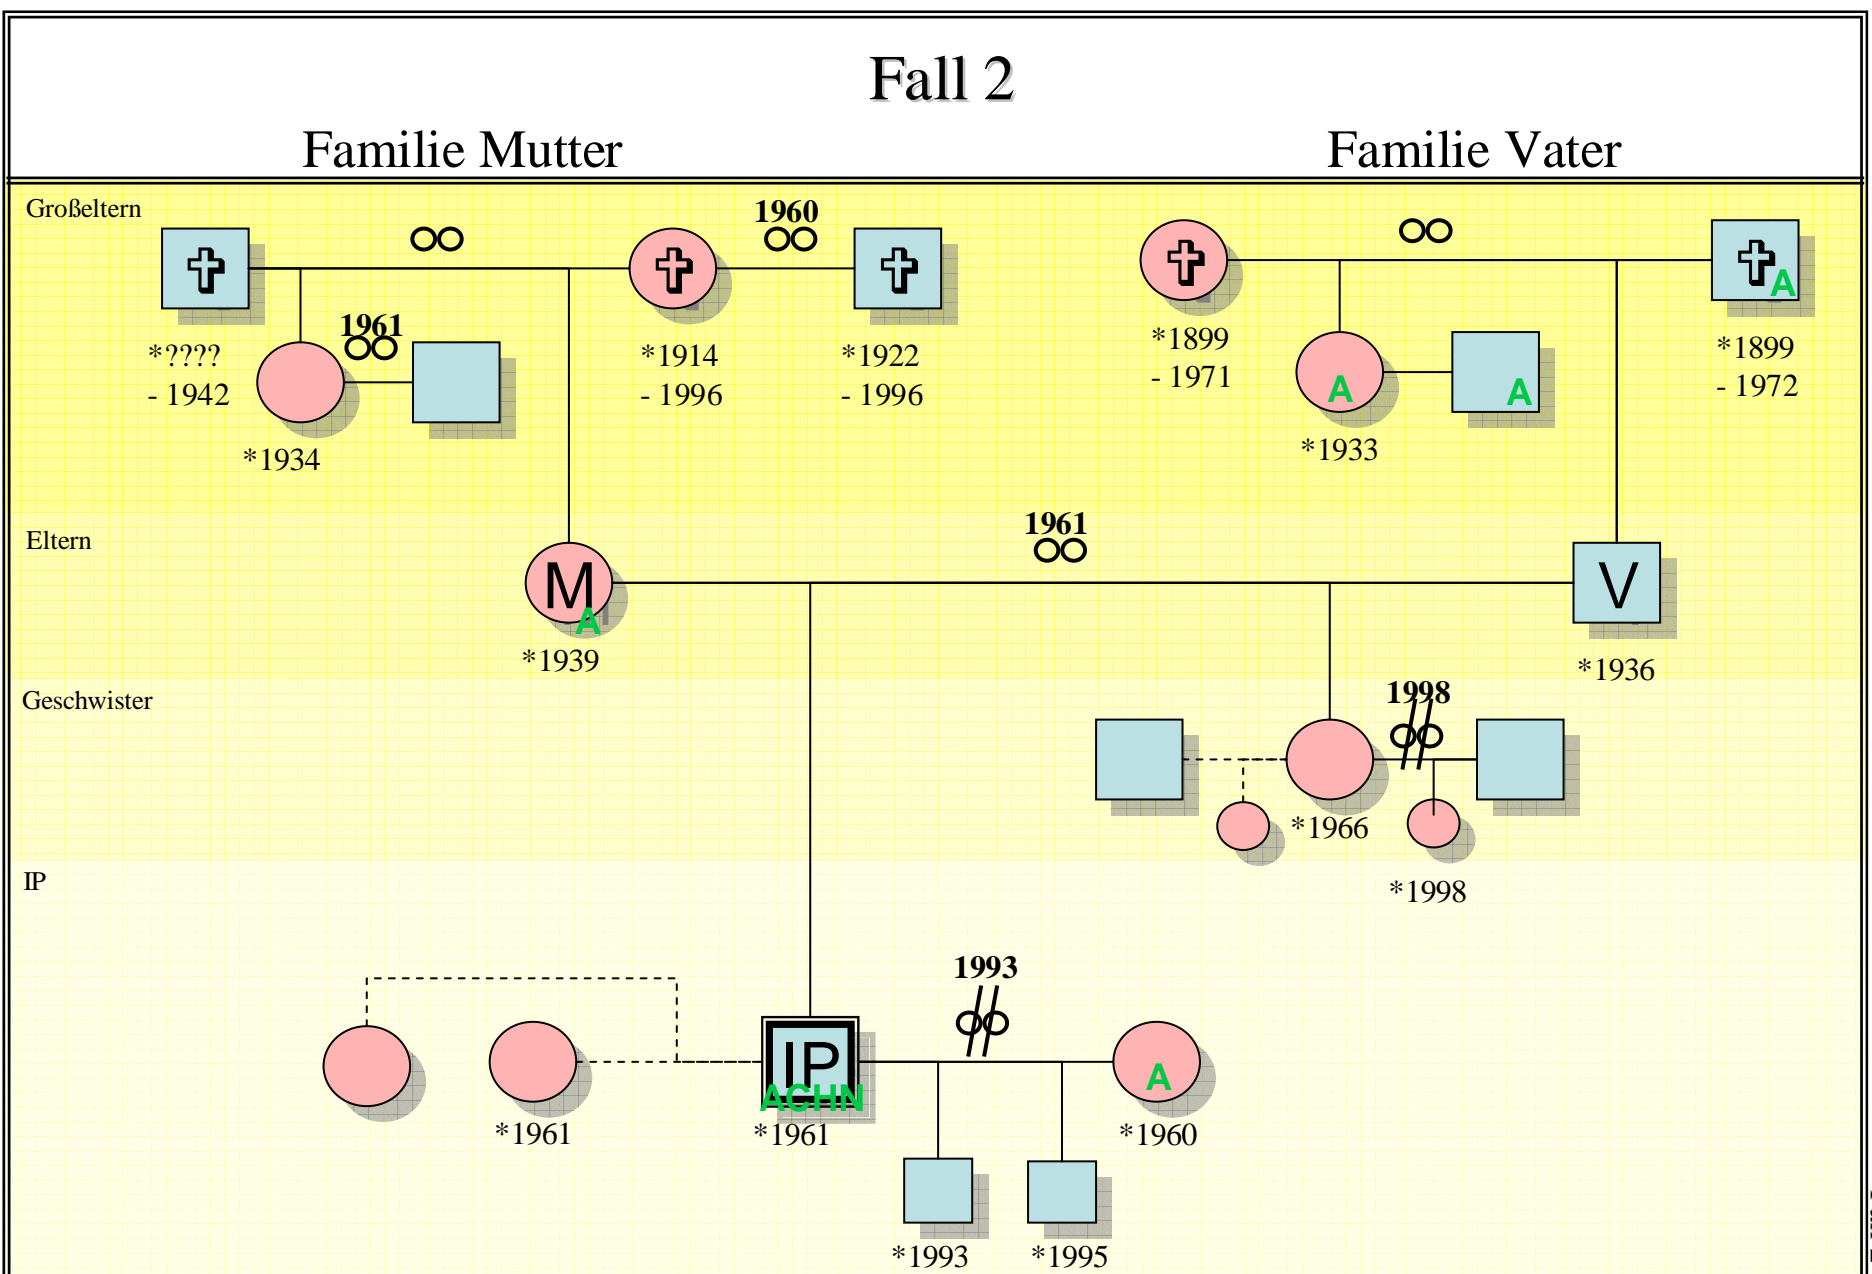 Fall 2
Familie Mutter
Familie Vater
Großeltern
1960
A
1961
*????
- 1942
*1914
- 1996
*1922
- 1996
*1899
- 1971
*1899
- 1972
A
A
*1934
*1933
Eltern
1961
M
A
V
*1939
*1936
Geschwister
1998
*1966
*1998
IP
1993
IP
ACHN
A
*1961
*1961
*1960
*1993
*1995